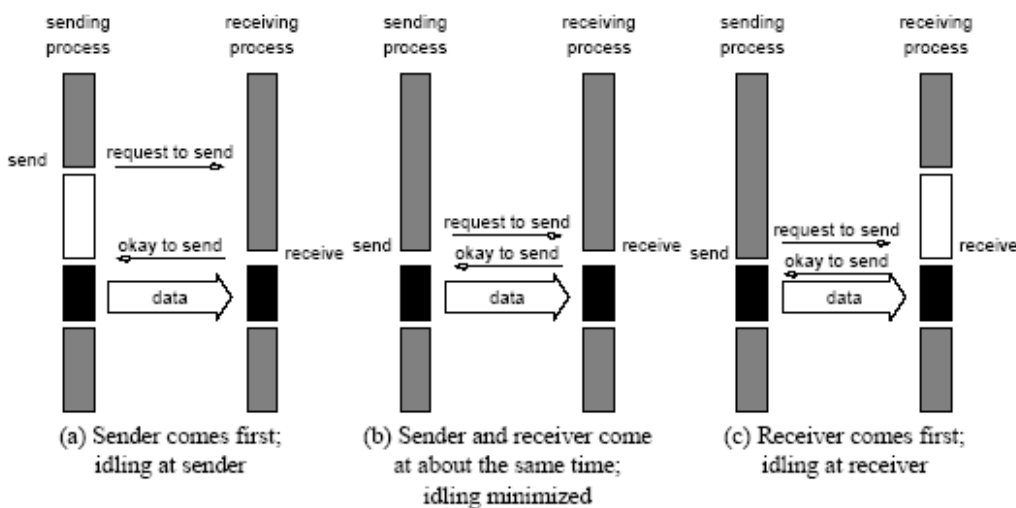 sending process
receiving process
send
request to send
okay to send
receive
data
(a) Sender comes first;
idling at sender
sending process
receiving process
request to send
send
okay to send
receive
data
(b) Sender and receiver come
at about the same time;
idling minimized
sending process
receiving process
request to send
send
okay to send
receive
data
(c) Receiver comes first;
idling at receiver